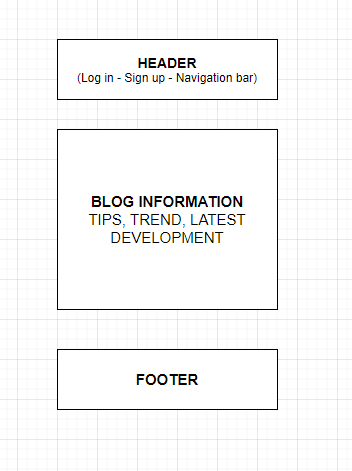 HEADER
(Log in - Sign up - Navigation bar)
BLOG INFORMATION
TIPS, TREND, LATEST
DEVELOPMENT
FOOTER